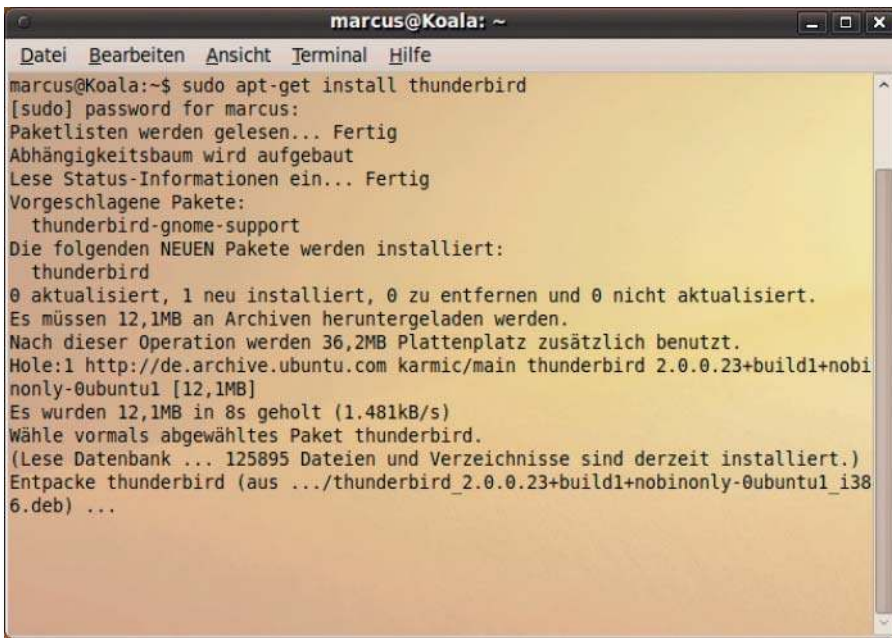 marcus@Koala: ~
Datei Bearbeiten Ansicht Terminal Hilfe
marcus@Koala:~$ sudo apt-get install thunderbird
[sudo] password for marcus:
Paketlisten werden gelesen... Fertig
Abhängigkeitsbaum wird aufgebaut
Lese Status-Informationen ein... Fertig
Vorgeschlagene Pakete:
  thunderbird-gnome-support
Die folgenden NEUEN Pakete werden installiert:
  thunderbird
0 aktualisiert, 1 neu installiert, 0 zu entfernen und 0 nicht aktualisiert.
Es müssen 12,1MB an Archiven heruntergeladen werden.
Nach dieser Operation werden 36,2MB Plattenplatz zusätzlich benutzt.
Hole:1 http://de.archive.ubuntu.com karmic/main thunderbird 2.0.0.23+build1+nobi
nonly-0ubuntu1 [12,1MB]
Es wurden 12,1MB in 8s geholt (1.481kB/s)
Wähle vormals abgewähltes Paket thunderbird.
(Lese Datenbank ... 125895 Dateien und Verzeichnisse sind derzeit installiert.)
Entpacke thunderbird (aus .../thunderbird_2.0.0.23+build1+nobinonly-0ubuntu1_i38
6.deb) ...